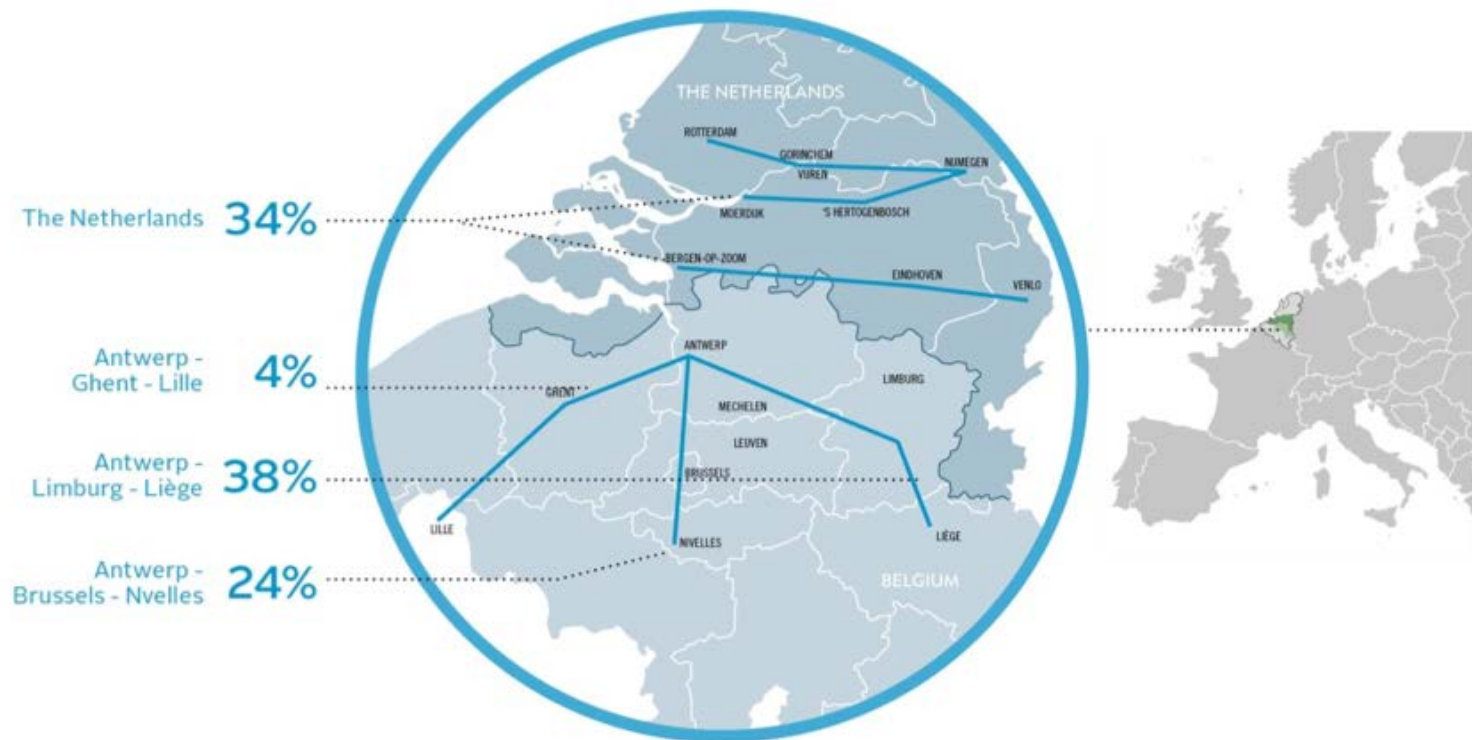 THE NETHERLANDS
ROTTERDAM
GORINCHEM
NIJMEGEN
VUREN
The Netherlands 34%
MOERDIJK
'S HERTOGENBOSCH
BERGEN-OP-ZOOM
EINDHOVEN
VENLO
Antwerp -
Ghent - Lille 4%
ANTWERP
LIMBURG
GHENT
MECHELEN
LEUVEN
Antwerp -
Limburg - Liège 38%
BRUSSELS
LILLE
NIVELLES
LIÈGE
Antwerp -
Brussels - Nvelles 24%
BELGIUM